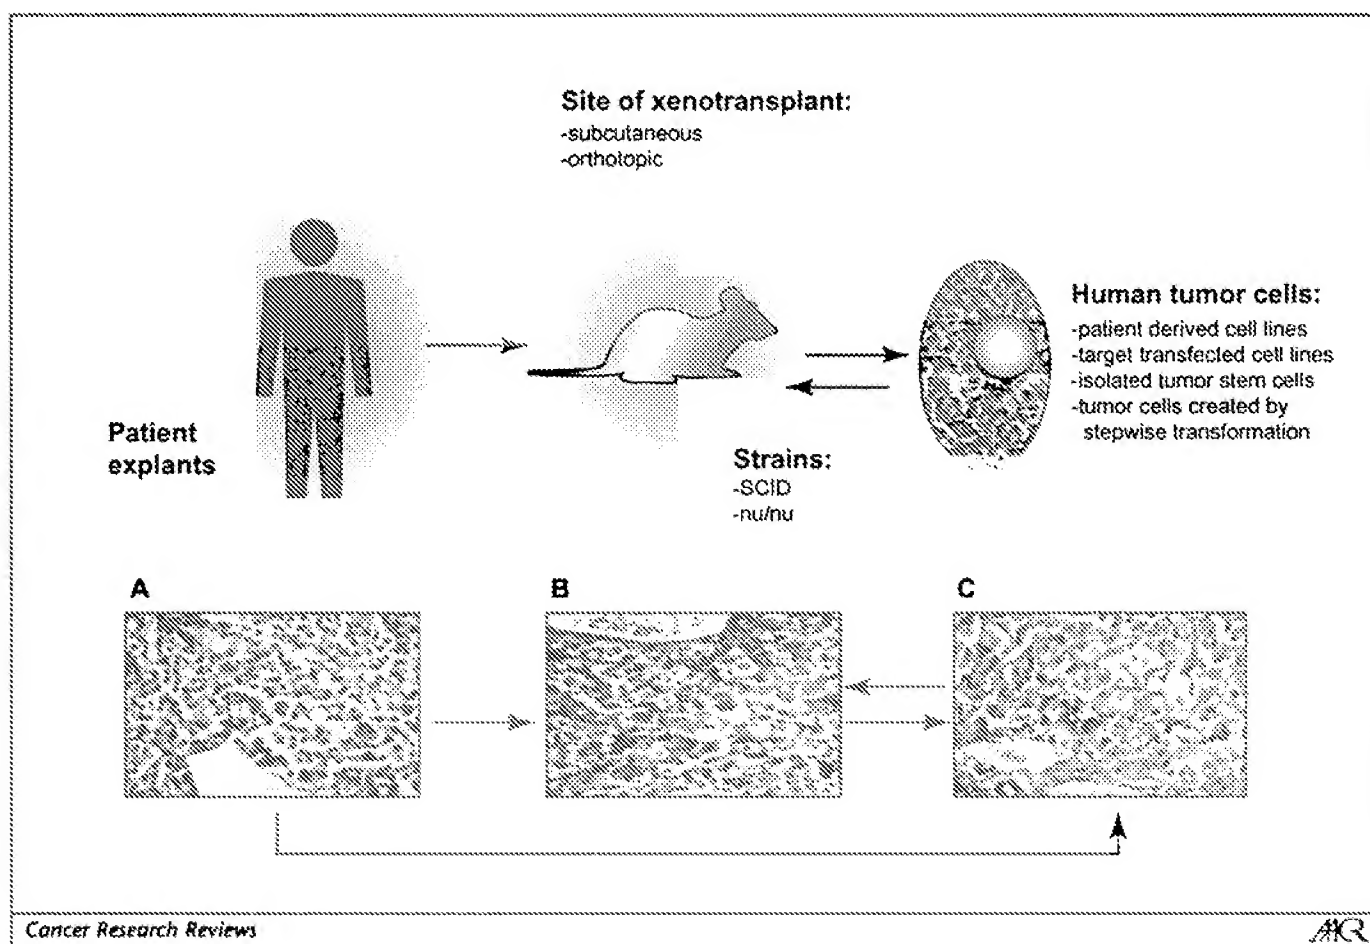 Site of xenotransplant:
-subcutaneous
-orthotopic
Patient
explants
Human tumor cells:
-patient derived cell lines
-target transfected cell lines
-isolated tumor stem cells
-tumor cells created by
stepwise transformation
Strains:
-SCID
-nu/nu
A
B
C
Cancer Research Reviews